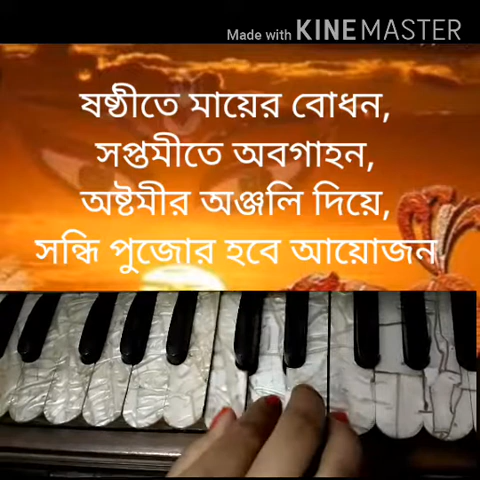 Made with KINEMASTER
ষষ্ঠীতে মায়ের বোধন,
সপ্তমীতে অবগাহন,
অষ্টমীর অঞ্জলি দিয়ে,
সন্ধি পুজোর হবে আয়োজন